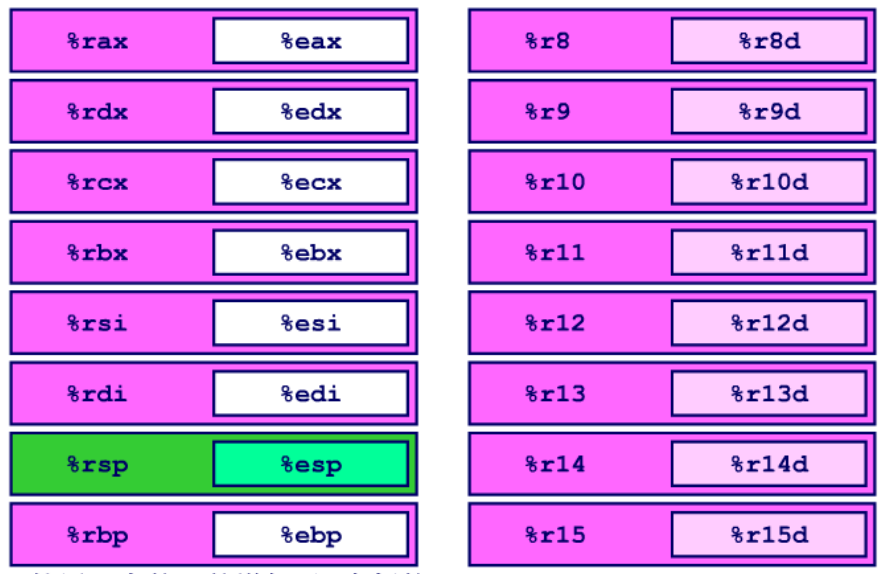 %rax %eax %r8 %r8d
%rdx %edx %r9 %r9d
%rcx %ecx %r10 %r10d
%rbx %ebx %r11 %r11d
%rsi %esi %r12 %r12d
%rdi %edi %r13 %r13d
%rsp %esp %r14 %r14d
%rbp %ebp %r15 %r15d